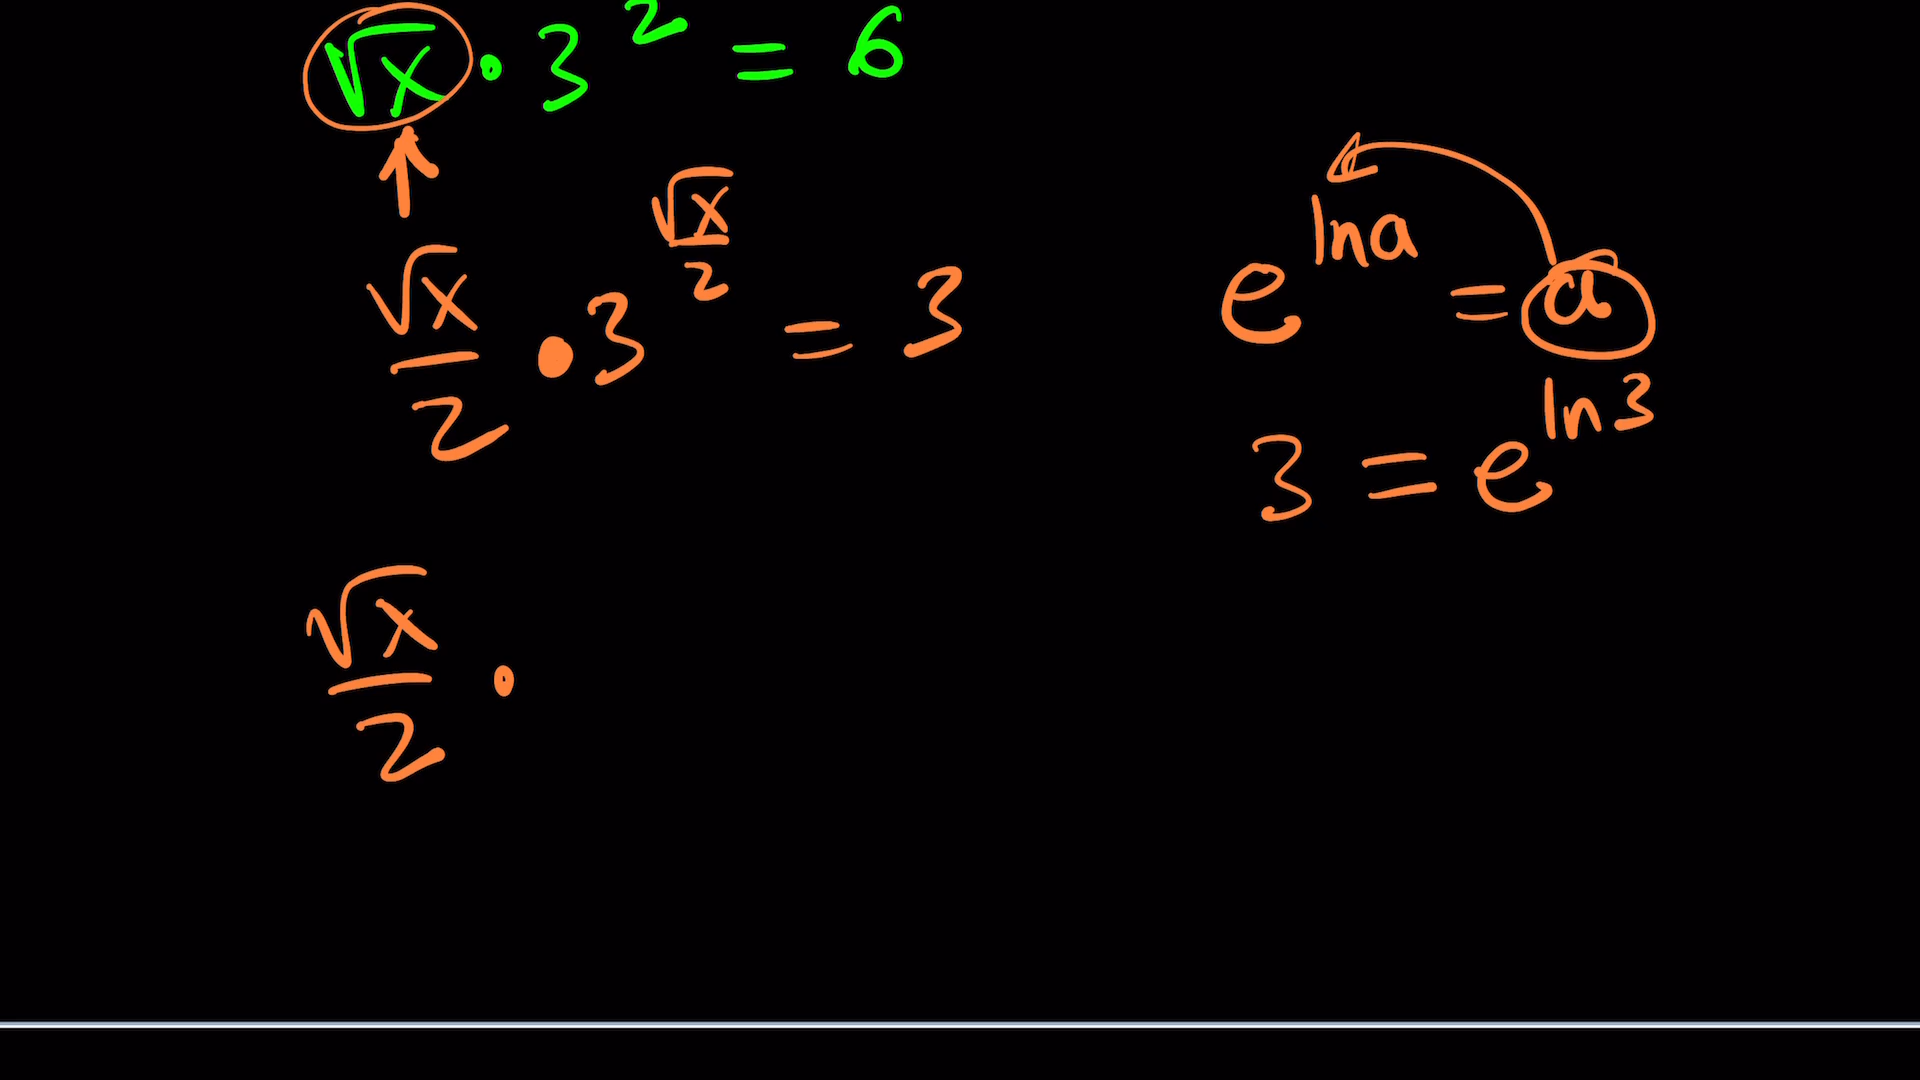 √x · 3^2 = 6
√x/2 · 3^(√x/2) = 3
e^(ln a) = a
3 = e^(ln 3)
√x/2 ·